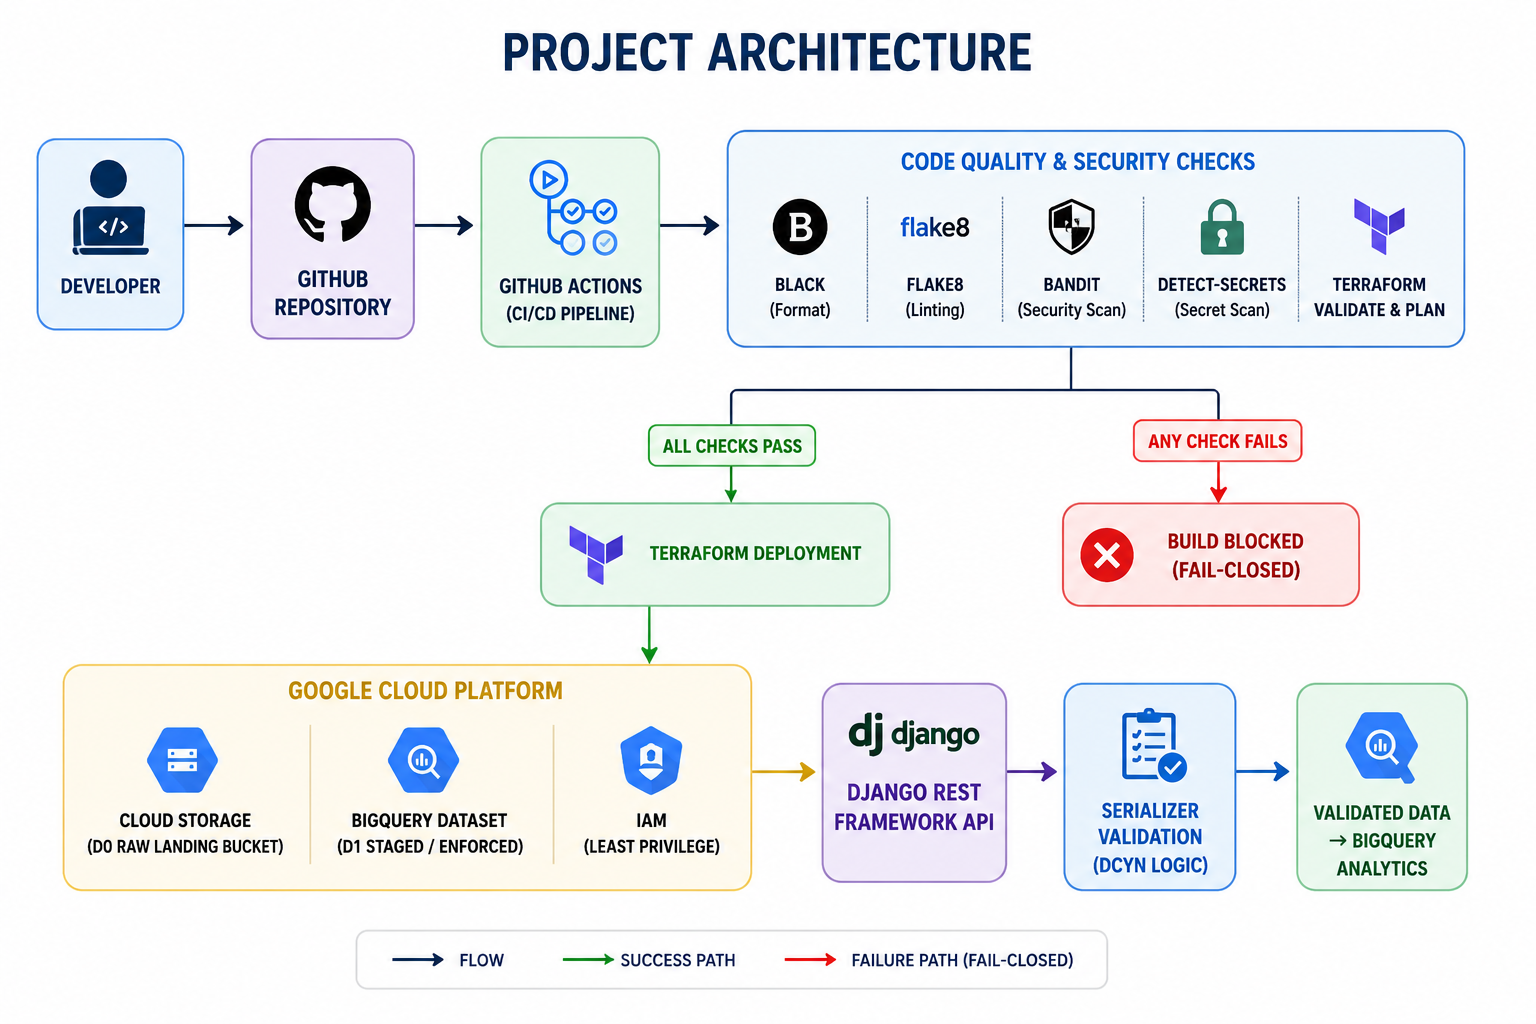 PROJECT ARCHITECTURE
</>
DEVELOPER
GITHUB
REPOSITORY
GITHUB ACTIONS
(CI/CD PIPELINE)
CODE QUALITY & SECURITY CHECKS
B
BLACK
(Format)
flake8
FLAKE8
(Linting)
BANDIT
(Security Scan)
DETECT-SECRETS
(Secret Scan)
TERRAFORM
VALIDATE & PLAN
ALL CHECKS PASS
ANY CHECK FAILS
TERRAFORM DEPLOYMENT
BUILD BLOCKED
(FAIL-CLOSED)
GOOGLE CLOUD PLATFORM
CLOUD STORAGE
(D0 RAW LANDING BUCKET)
BIGQUERY DATASET
(D1 STAGED / ENFORCED)
IAM
(LEAST PRIVILEGE)
dj django
DJANGO REST
FRAMEWORK API
SERIALIZER
VALIDATION
(DCYN LOGIC)
VALIDATED DATA
→ BIGQUERY
ANALYTICS
FLOW
SUCCESS PATH
FAILURE PATH (FAIL-CLOSED)